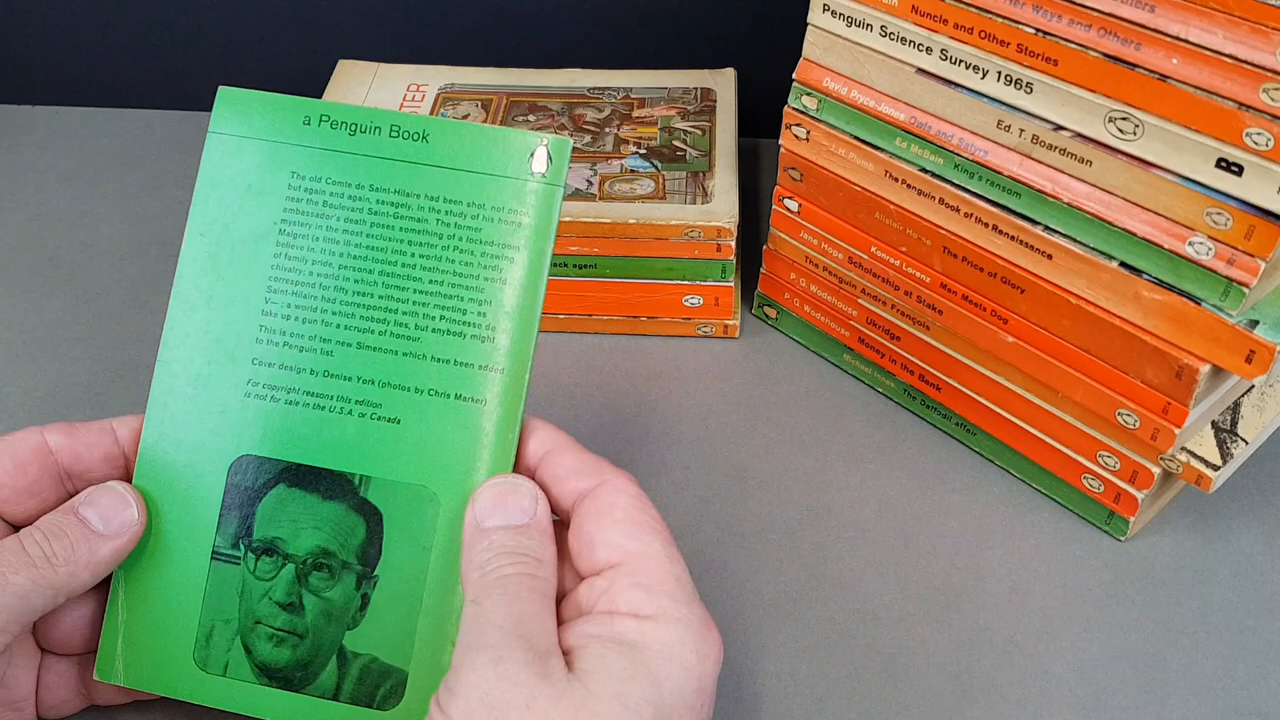 a Penguin Book
The old Comte de Saint-Hilaire had been shot, not once,
but again and again, savagely, in the study of his home
near the Boulevard Saint-Germain. The former
ambassador's death poses something of a locked-room
mystery in the most exclusive quarter of Paris, drawing
Maigret (a little ill-at-ease) into a world he can hardly
believe in. It is a hand-tooled and leather-bound world
of family pride, personal distinction, and romantic
chivalry; a world in which former sweethearts might
correspond for fifty years without ever meeting – as
Saint-Hilaire had corresponded with the Princesse de
V—; a world in which nobody lies, but anybody might
take up a gun for a scruple of honour.
This is one of ten new Simenons which have been added
to the Penguin list.
Cover design by Denise York (photos by Chris Marker)
For copyright reasons this edition
is not for sale in the U.S.A. or Canada
agent
Her Ways and Others
Nuncle and Other Stories
Penguin Science Survey 1965
B
Ed. T. Boardman
David Pryce-Jones Owls and Satyrs
Ed McBain King's ransom
J. H. Plumb The Penguin Book of the Renaissance
Alistair Horne The Price of Glory
Konrad Lorenz Man Meets Dog
Jane Hope Scholarship at Stake
The Penguin André François
P. G. Wodehouse Ukridge
P. G. Wodehouse Money in the Bank
Michael Innes The Daffodil affair